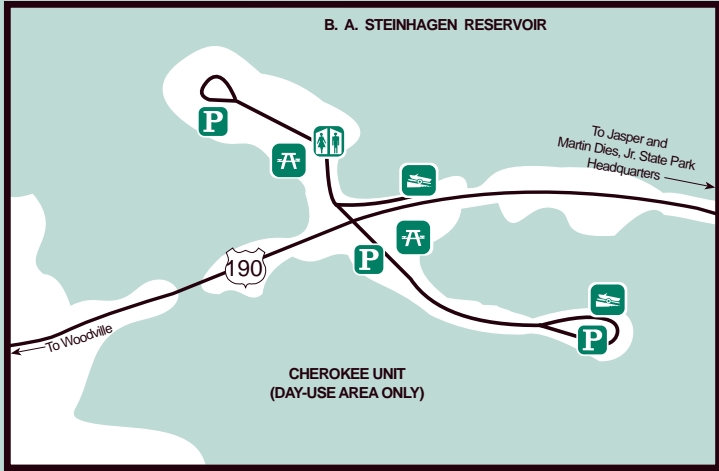 B. A. STEINHAGEN RESERVOIR
To Jasper and
Martin Dies, Jr. State Park
Headquarters
P
P
190
P
To Woodville
CHEROKEE UNIT
(DAY-USE AREA ONLY)